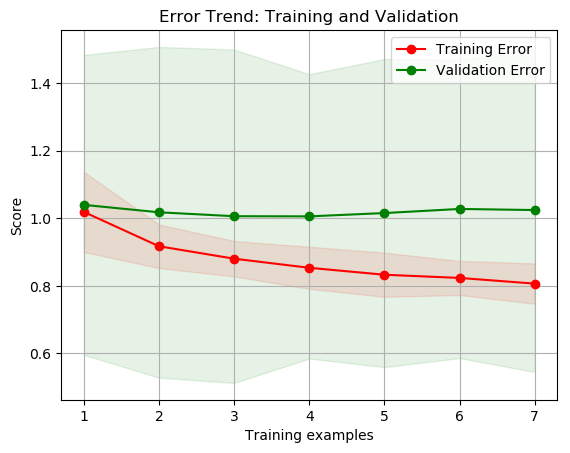 Error Trend: Training and Validation
Training Error
Validation Error
Score
1.4
1.2
1.0
0.8
0.6
1 2 3 4 5 6 7
Training examples